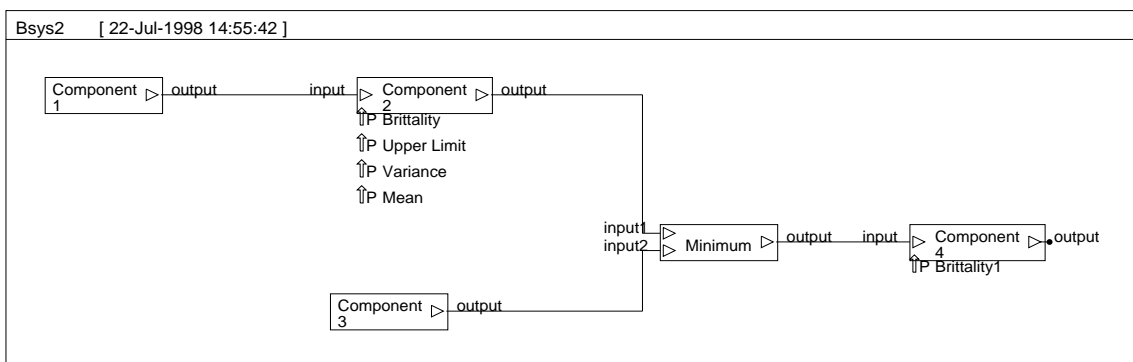 Bsys2 [ 22-Jul-1998 14:55:42 ]
Component 1
output
input
Component 2
output
P Brittality
P Upper Limit
P Variance
P Mean
input1
input2
Minimum
output
input
Component 4
output
P Brittality1
Component 3
output